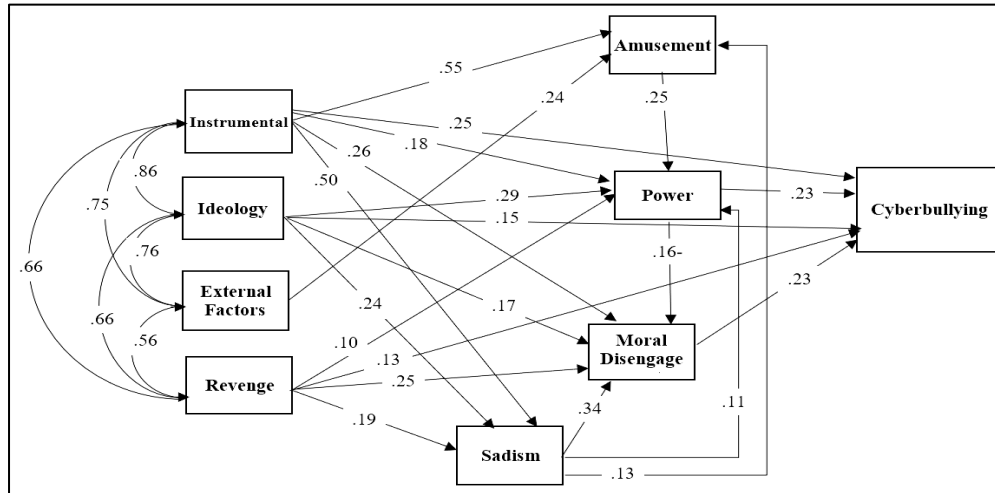 Amusement
.55
.24
.25
Instrumental
.25
.18
.26
.50
.86
.75
Ideology
.29
.15
Power
.23
Cyberbullying
.76
.66
.66
.16-
External
Factors
.24
.17
.23
.56
.10
.13
Moral
Disengage
Revenge
.25
.19
.34
.11
Sadism
.13